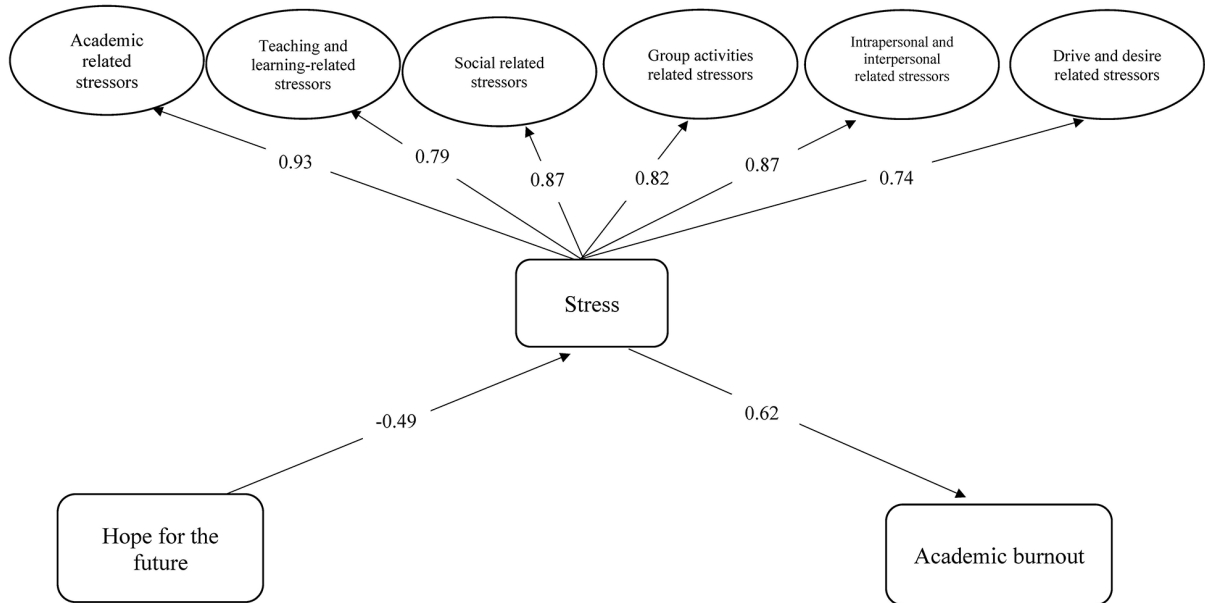 Academic
related
stressors
Teaching and
learning-related
stressors
Social related
stressors
Group activities
related stressors
Intrapersonal and
interpersonal
related stressors
Drive and desire
related stressors
0.93
0.79
0.87
0.82
0.87
0.74
Stress
-0.49
0.62
Hope for the
future
Academic burnout